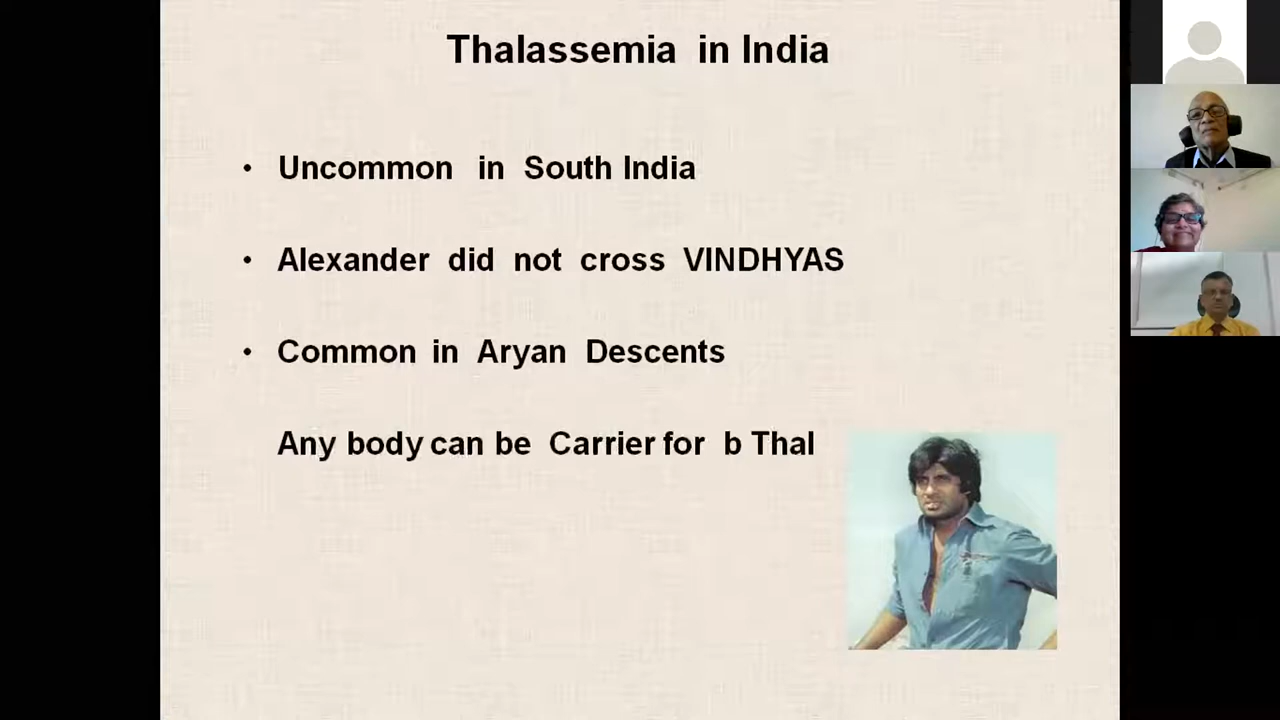 Thalassemia in India
• Uncommon in South India
• Alexander did not cross VINDHYAS
• Common in Aryan Descents
Any body can be Carrier for b Thal